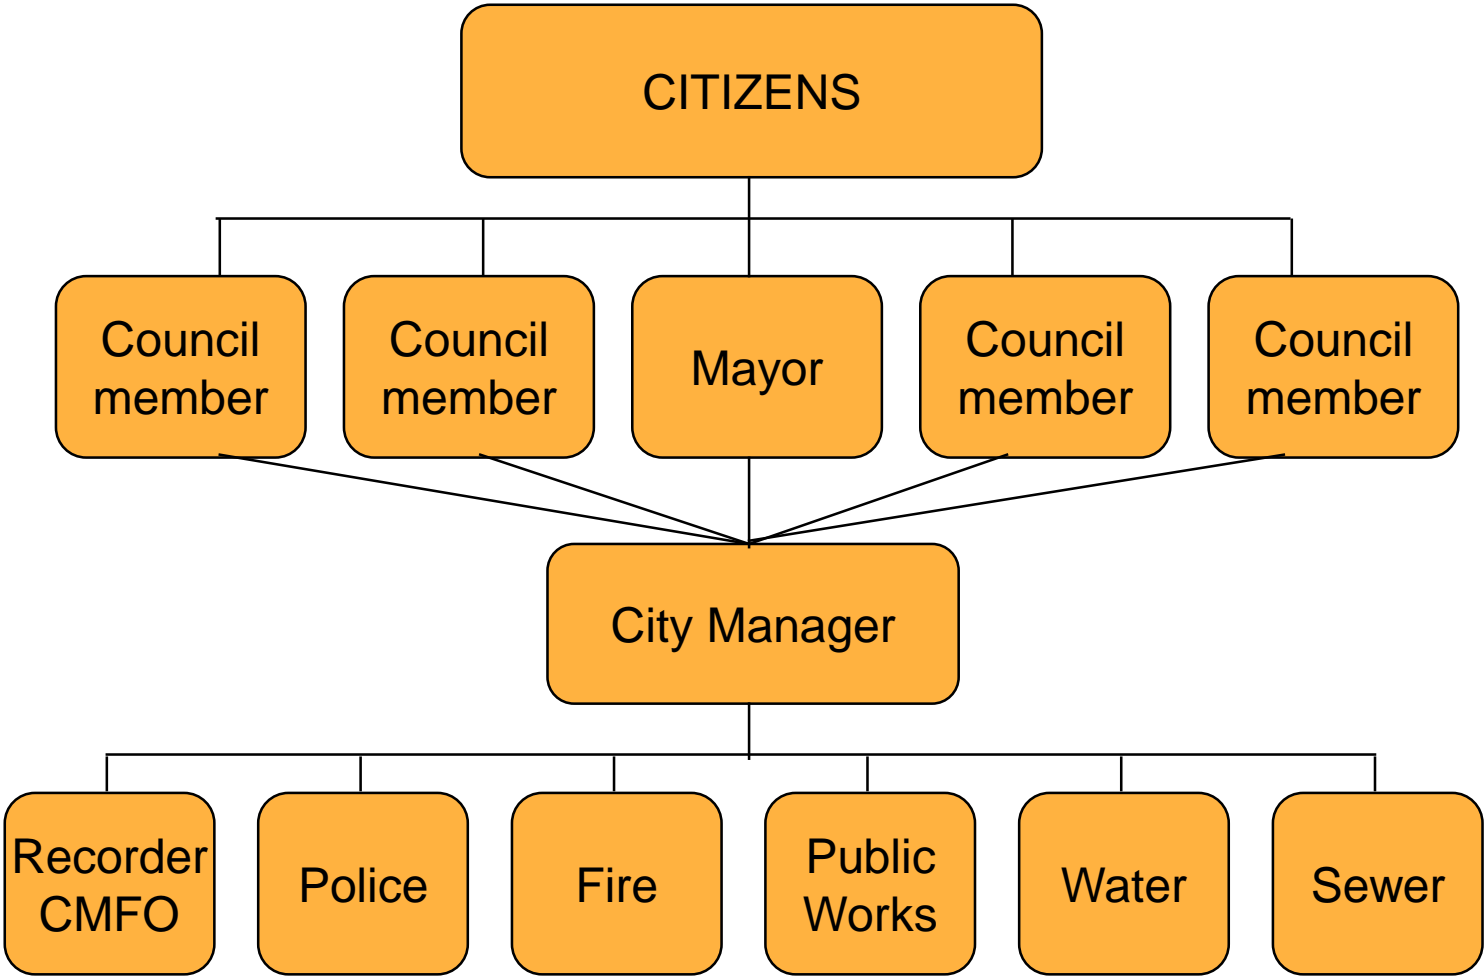 CITIZENS
Council
member
Council
member
Mayor
Council
member
Council
member
City Manager
Recorder
CMFO
Police
Fire
Public
Works
Water
Sewer